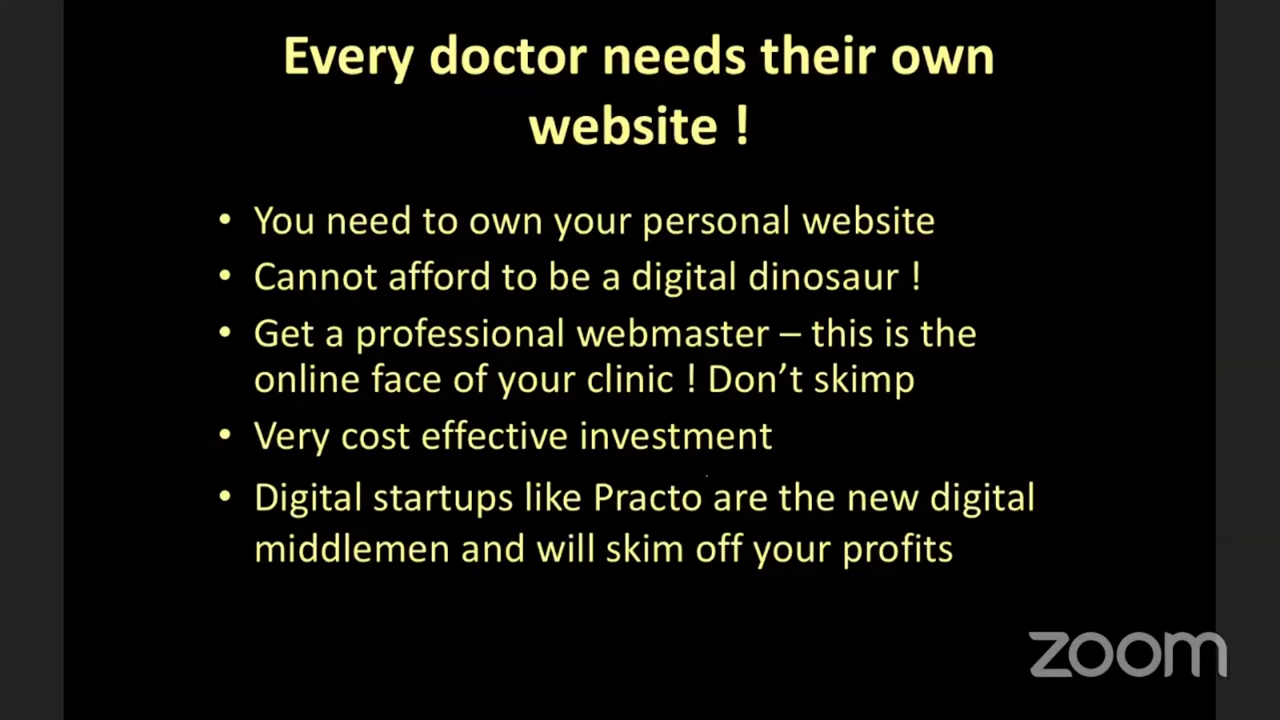 Every doctor needs their own
website !
• You need to own your personal website
• Cannot afford to be a digital dinosaur !
• Get a professional webmaster – this is the
online face of your clinic ! Don’t skimp
• Very cost effective investment
• Digital startups like Practo are the new digital
middlemen and will skim off your profits
zoom